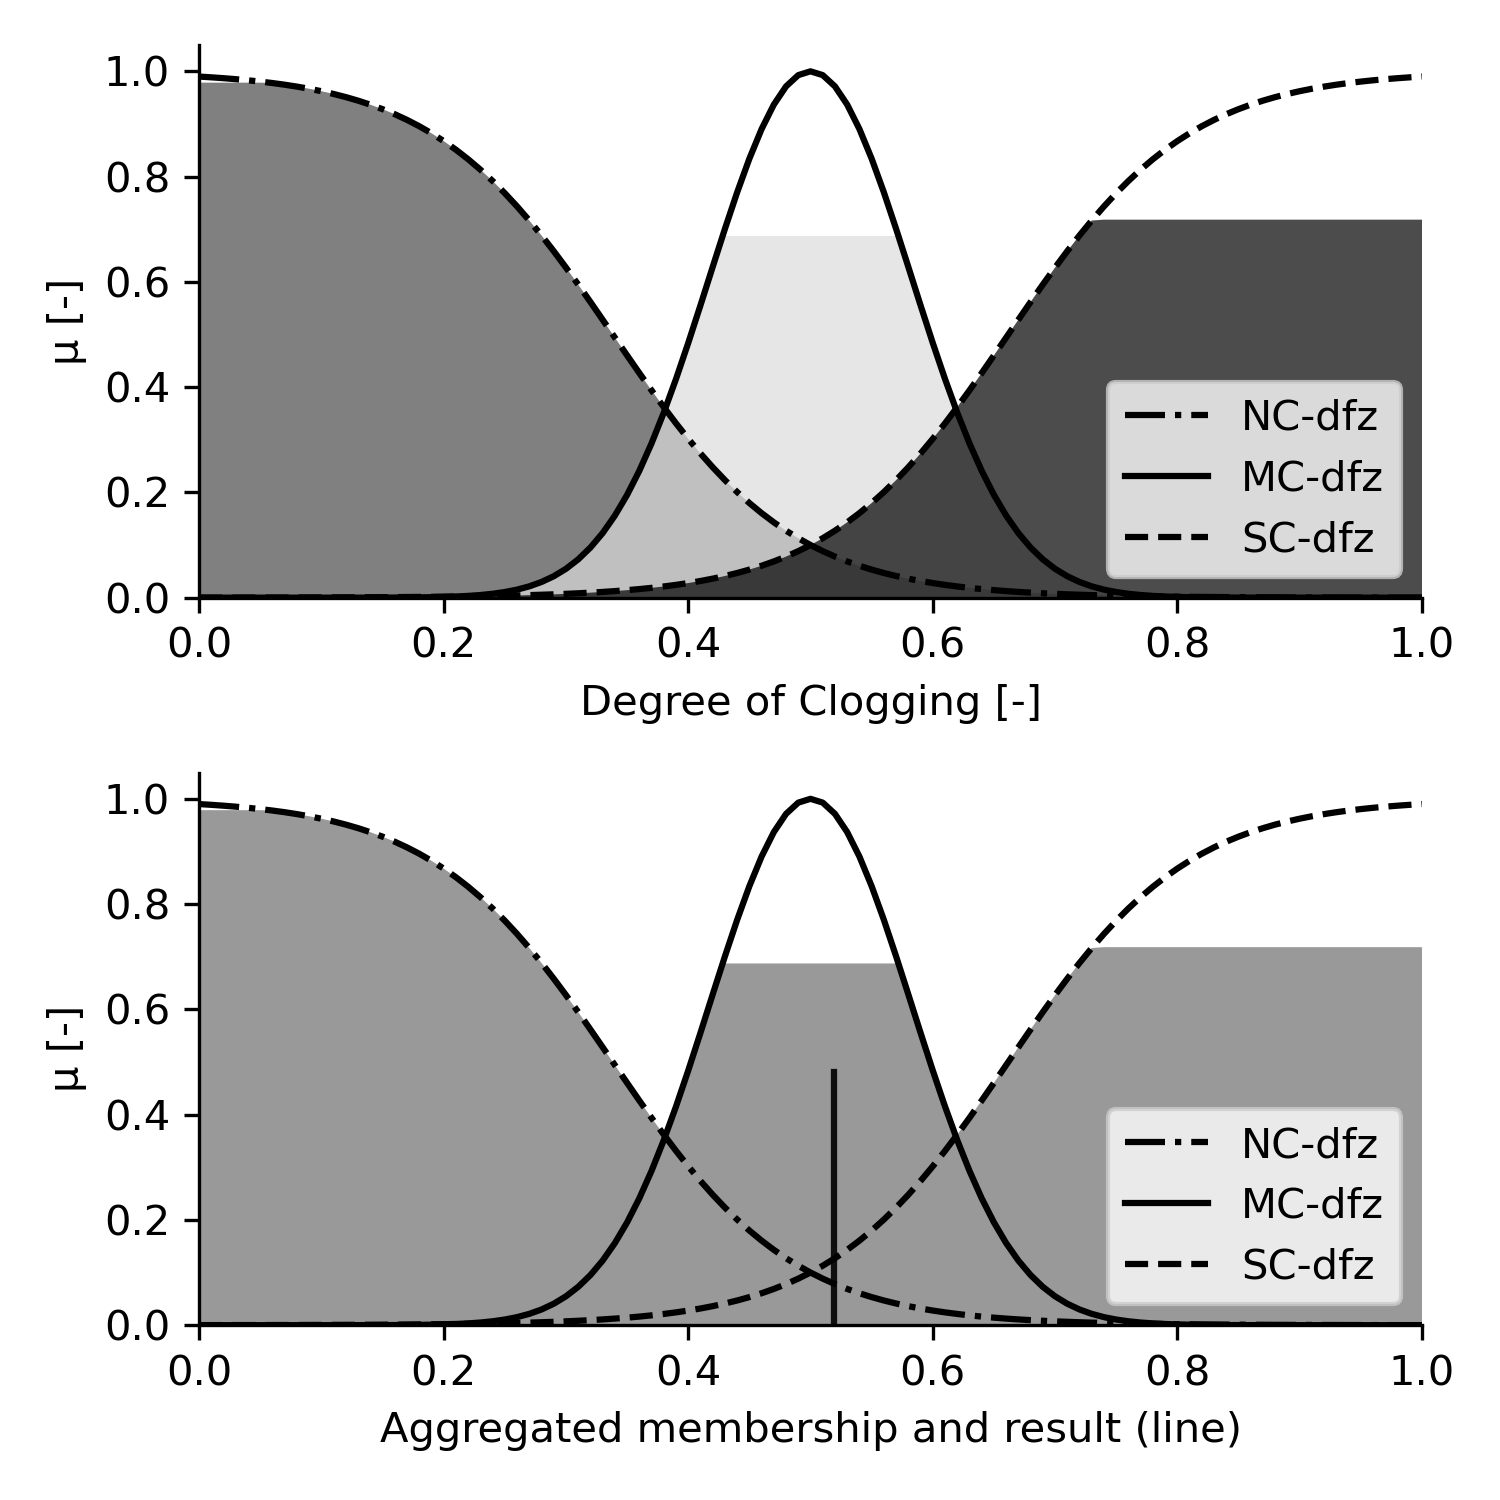 1.0
0.8
0.6
0.4
0.2
0.0
µ [-]
NC-dfz
MC-dfz
SC-dfz
0.0 0.2 0.4 0.6 0.8 1.0
Degree of Clogging [-]
1.0
0.8
0.6
0.4
0.2
0.0
µ [-]
NC-dfz
MC-dfz
SC-dfz
0.0 0.2 0.4 0.6 0.8 1.0
Aggregated membership and result (line)